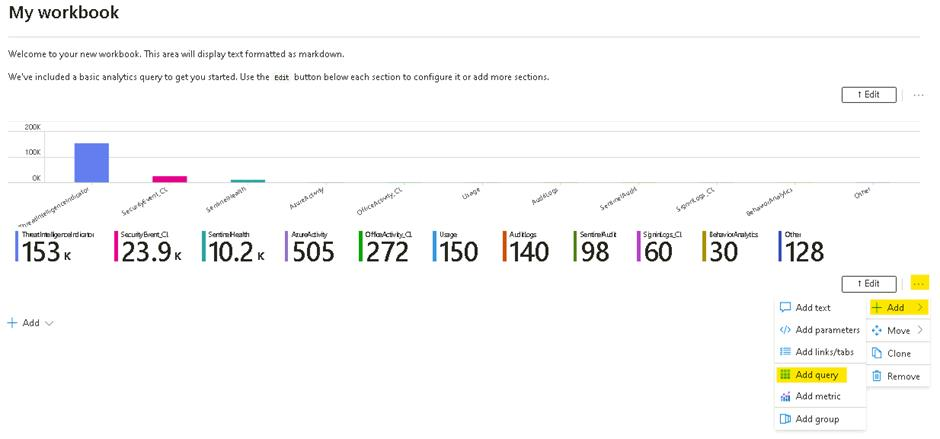 My workbook
Welcome to your new workbook. This area will display text formatted as markdown.
We've included a basic analytics query to get you started. Use the Edit button below each section to configure it or add more sections.
↑ Edit ...
200K
100K
0K
ThreatIntelligenceIndicator SecurityEvent_CL SentinelHealth AzureActivity OfficeActivity_CL Usage AuditLogs SentinelAudit SigninLogs_CL BehaviorAnalytics Other
ThreatIntelligenceIndicator SecurityEvent_CL SentinelHealth AzureActivity OfficeActivity_CL Usage AuditLogs SentinelAudit SigninLogs_CL BehaviorAnalytics Other
153 K 23.9 K 10.2 K 505 272 150 140 98 60 30 128
↑ Edit ...
+ Add
Add text
Add parameters
Add links/tabs
Add query
Add metric
Add group
+ Add
Move
Clone
Remove